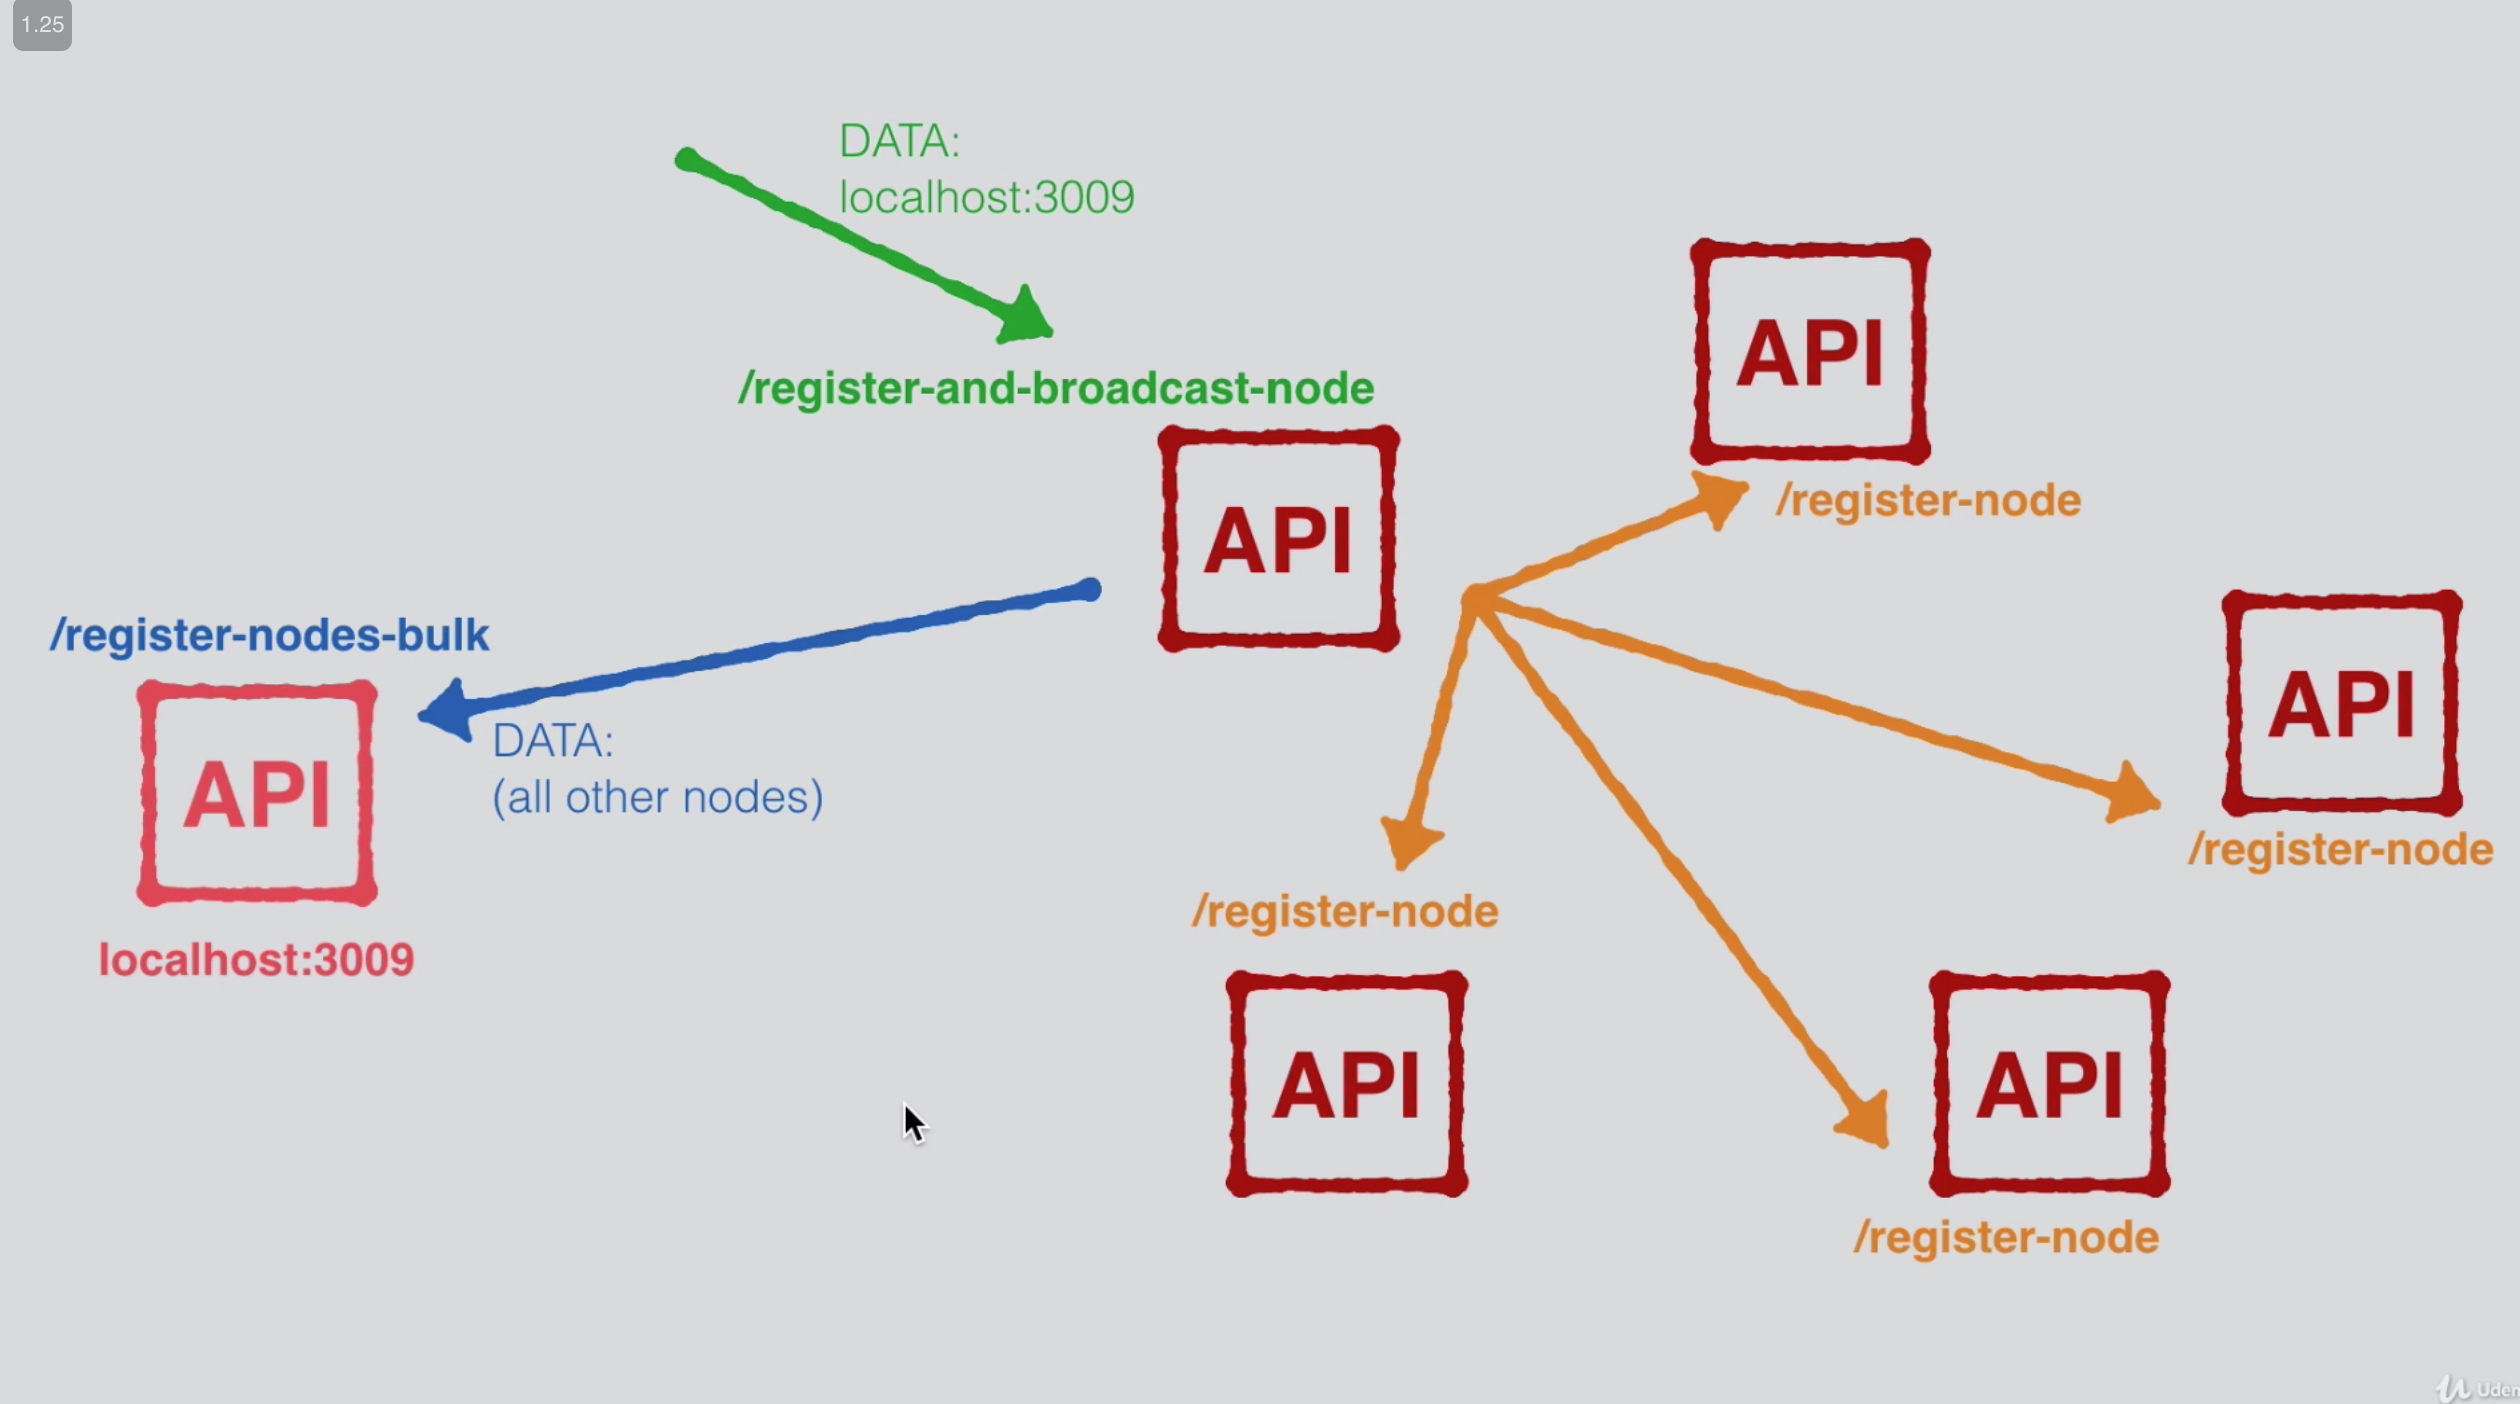 1.25
DATA:
localhost:3009
/register-and-broadcast-node
API
/register-node
API
/register-nodes-bulk
API
DATA:
(all other nodes)
API
localhost:3009
/register-node
/register-node
API
API
/register-node